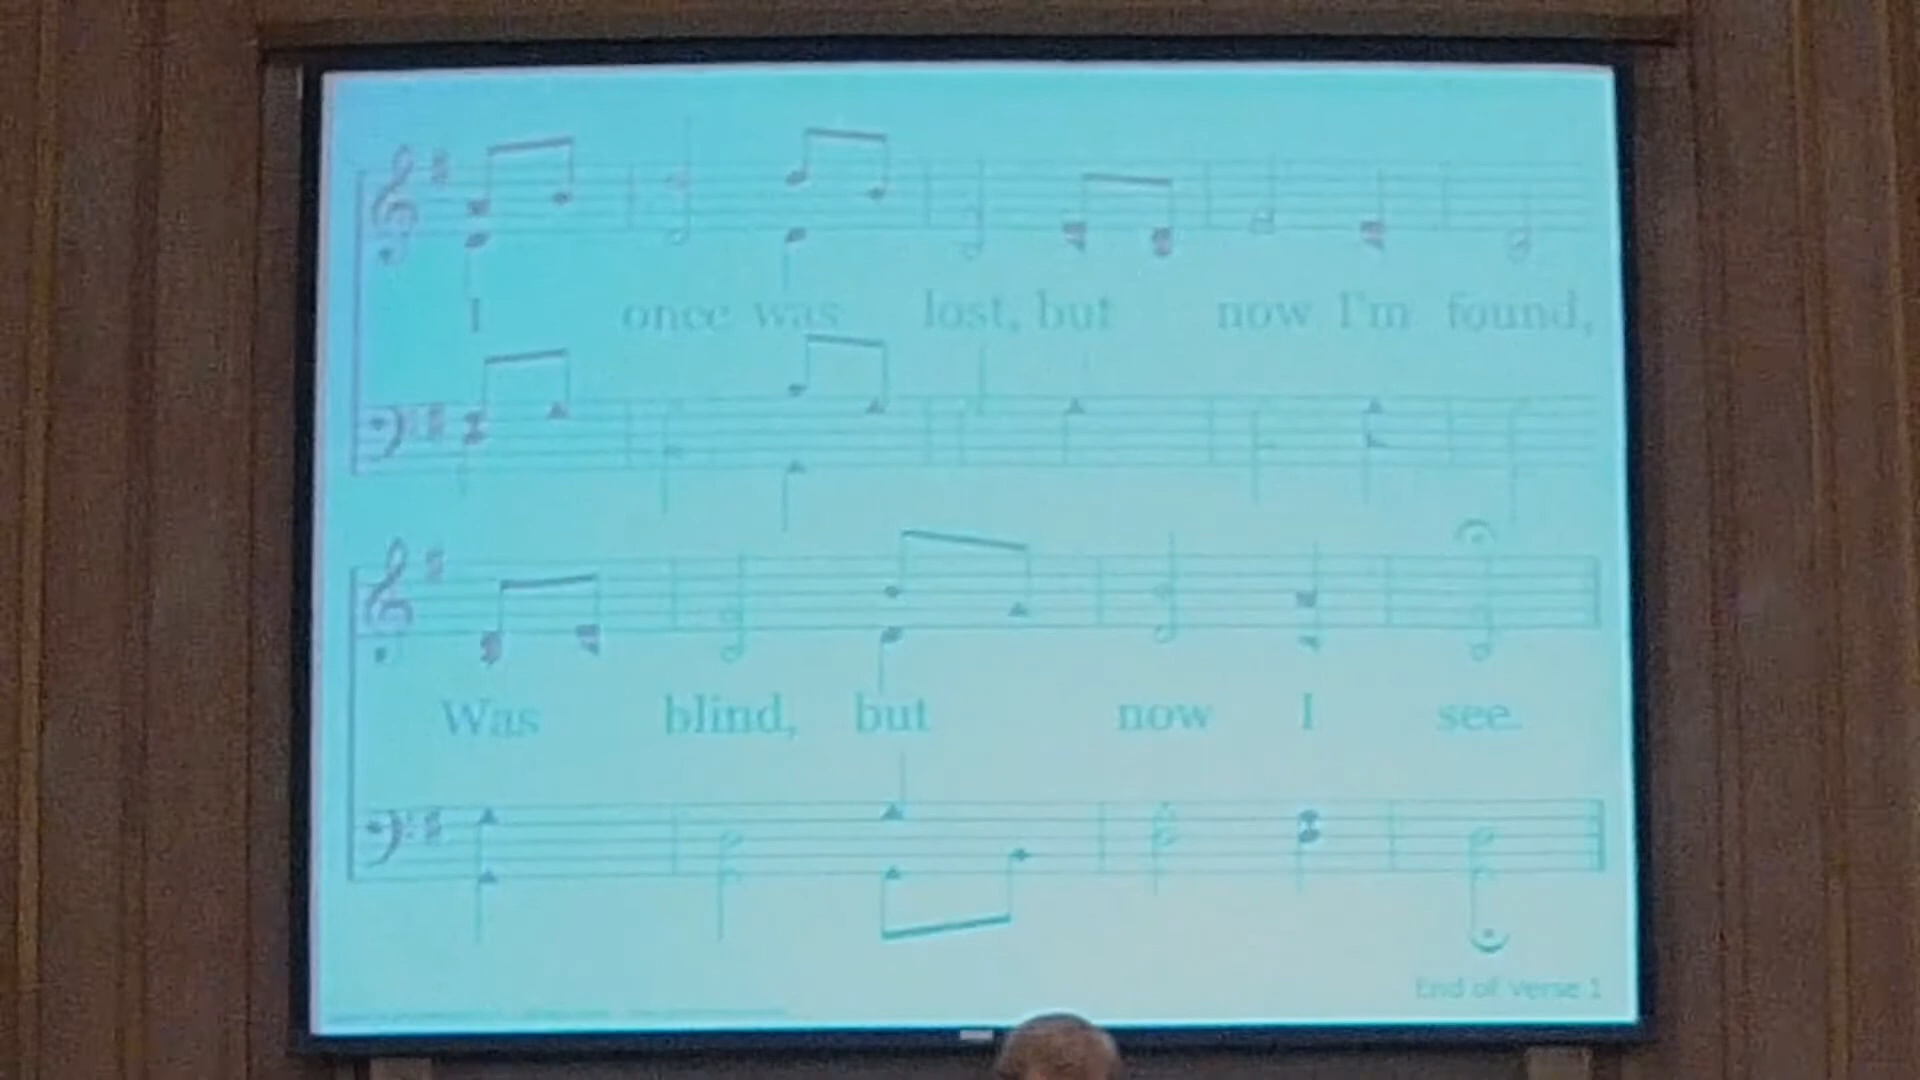 I once was lost, but now I'm found,
Was blind, but now I see.
End of Verse 1